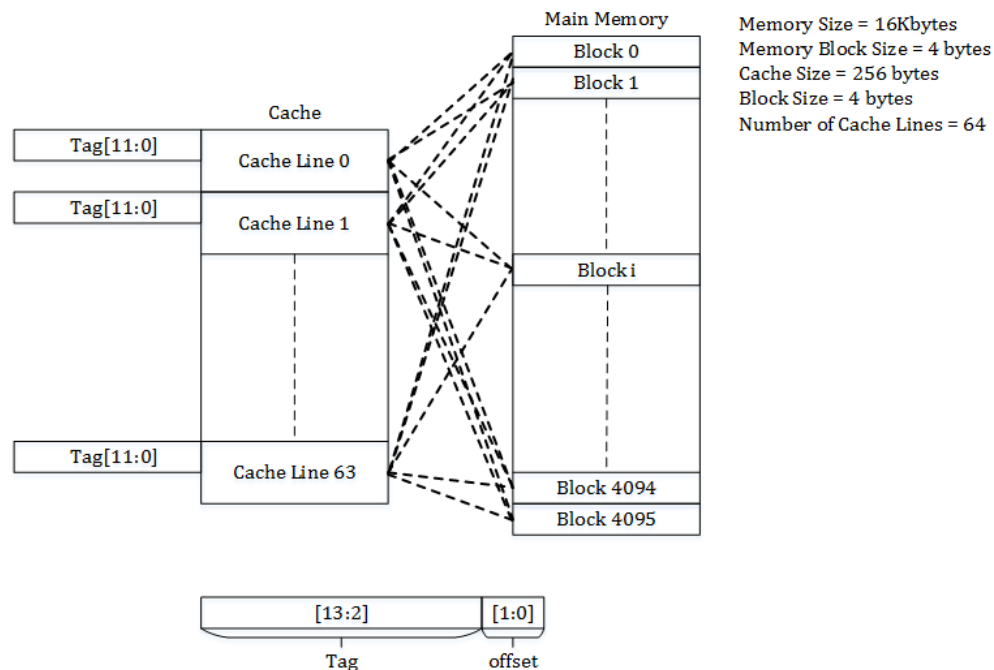 Main Memory
Memory Size = 16Kbytes
Memory Block Size = 4 bytes
Cache Size = 256 bytes
Block Size = 4 bytes
Number of Cache Lines = 64
Block 0
Block 1
Cache
Tag[11:0]
Cache Line 0
Tag[11:0]
Cache Line 1
Block i
Tag[11:0]
Cache Line 63
Block 4094
Block 4095
[13:2]
[1:0]
Tag
offset